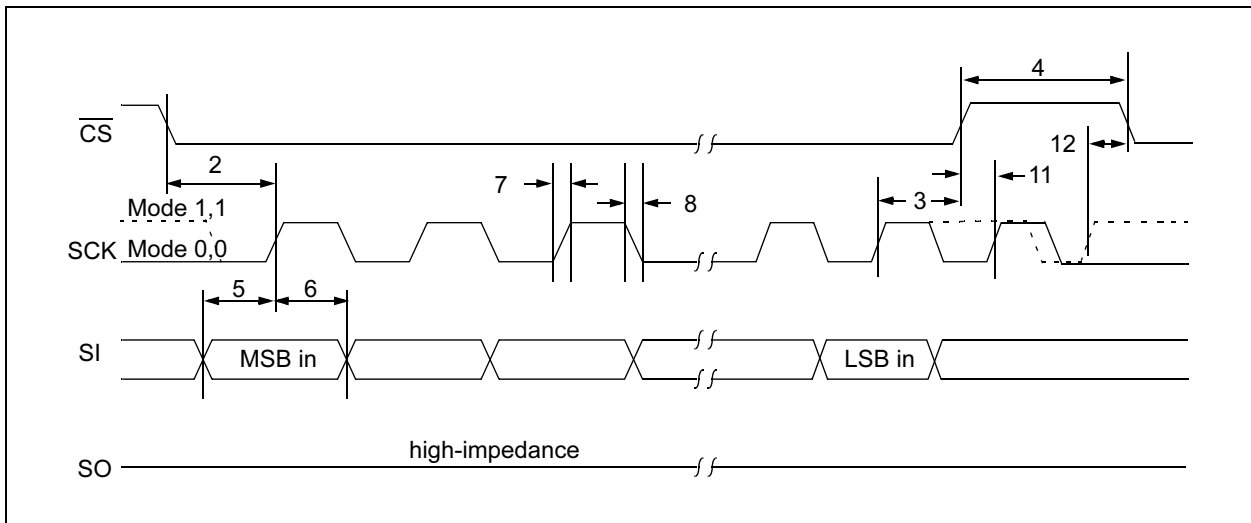 4
CS
12
2
7
11
3
8
Mode 1,1
SCK Mode 0,0
5 6
SI MSB in LSB in
high-impedance
SO